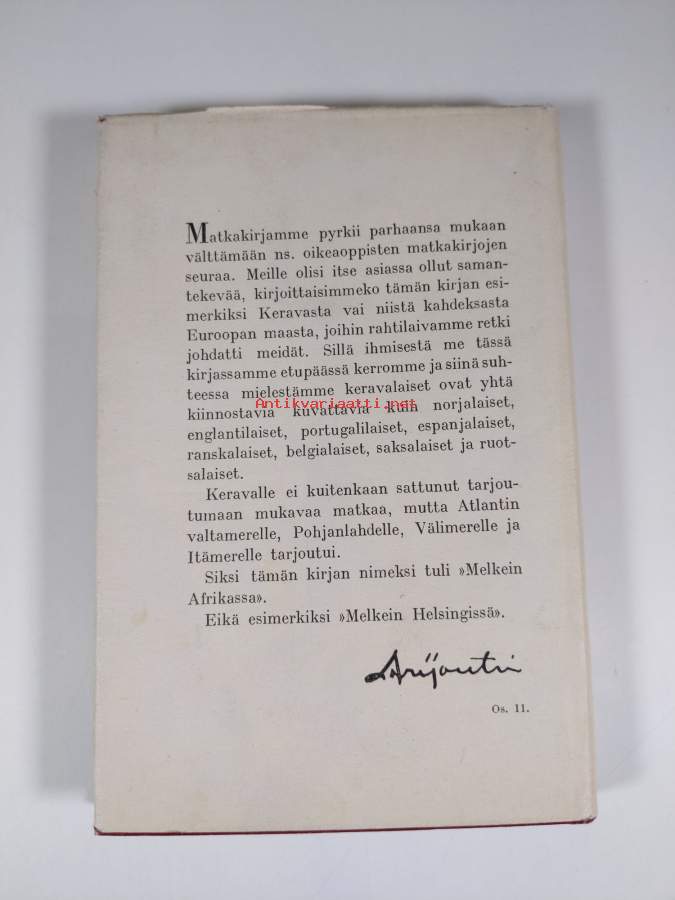 Matkakirjamme pyrkii parhaansa mukaan
välttämään ns. oikeaoppisten matkakirjojen
seuraa. Meille olisi itse asiassa ollut saman-
tekevää, kirjoittaisimmeko tämän kirjan esi-
merkiksi Keravasta vai niistä kahdeksasta
Euroopan maasta, joihin rahtilaivamme retki
johdatti meidät. Sillä ihmisestä me tässä
kirjassamme etupäässä kerromme ja siinä suh-
teessa mielestämme keravalaiset ovat yhtä
Antikvariaatti.net
kiinnostavia kuvattavia kuin norjalaiset,
englantilaiset, portugalilaiset, espanjalaiset,
ranskalaiset, belgialaiset, saksalaiset ja ruot-
salaiset.
Keravalle ei kuitenkaan sattunut tarjou-
tumaan mukavaa matkaa, mutta Atlantin
valtamerelle, Pohjanlahdelle, Välimerelle ja
Itämerelle tarjoutui.
Siksi tämän kirjan nimeksi tuli »Melkein
Afrikassa».
Eikä esimerkiksi »Melkein Helsingissä».
Arijoutsi
Os. 11.